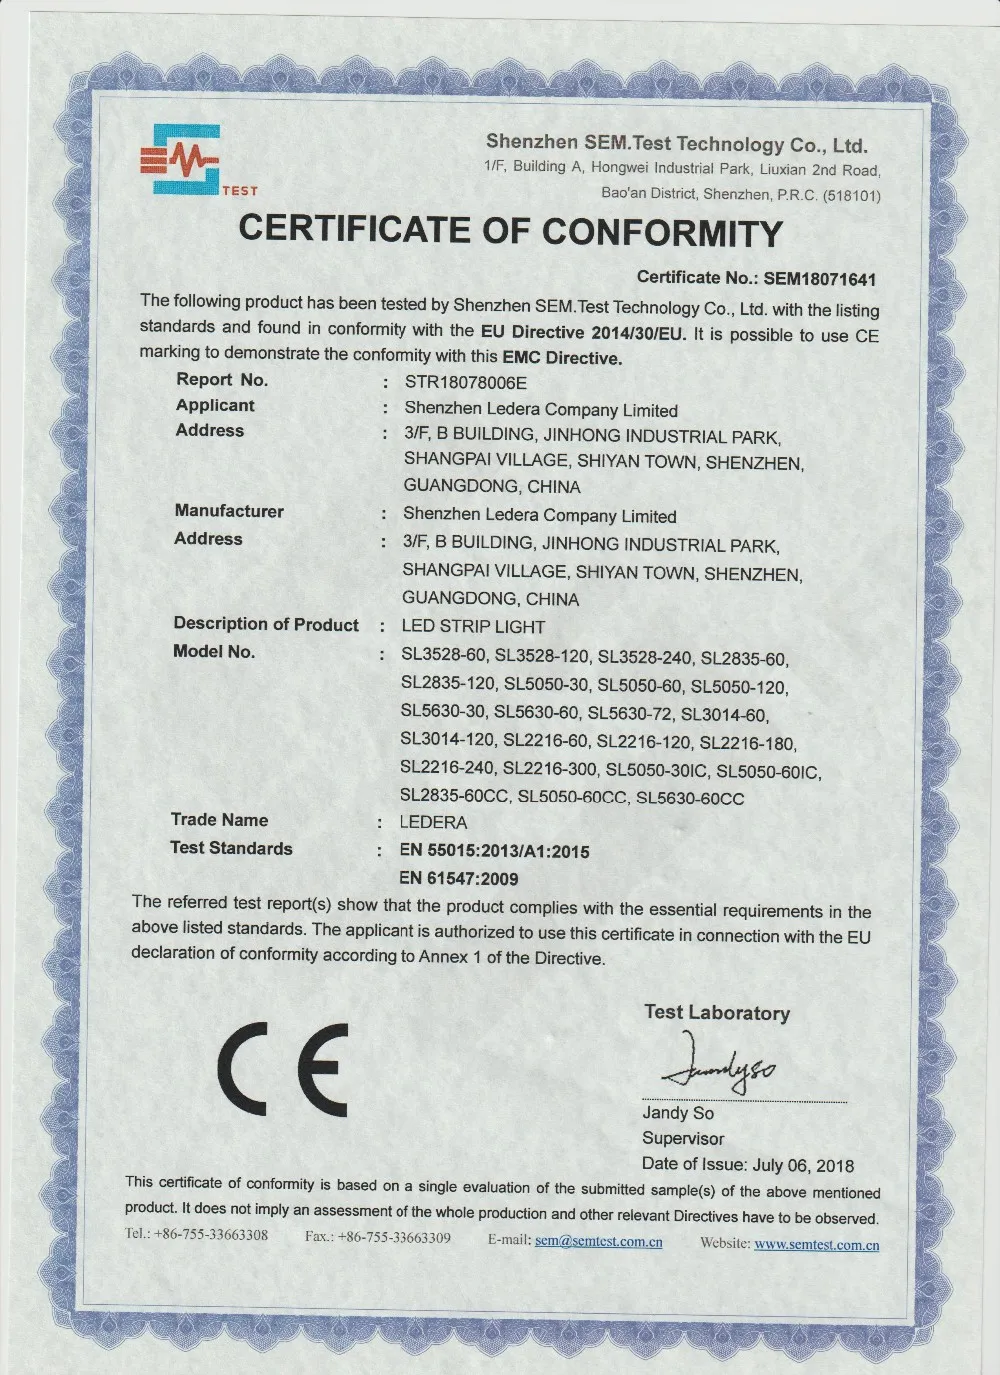 TEST
Shenzhen SEM.Test Technology Co., Ltd.
1/F, Building A, Hongwei Industrial Park, Liuxian 2nd Road,
Bao'an District, Shenzhen, P.R.C. (518101)
CERTIFICATE OF CONFORMITY
Certificate No.: SEM18071641
The following product has been tested by Shenzhen SEM.Test Technology Co., Ltd. with the listing
standards and found in conformity with the EU Directive 2014/30/EU. It is possible to use CE
marking to demonstrate the conformity with this EMC Directive.
Report No. : STR18078006E
Applicant : Shenzhen Ledera Company Limited
Address : 3/F, B BUILDING, JINHONG INDUSTRIAL PARK,
SHANGPAI VILLAGE, SHIYAN TOWN, SHENZHEN,
GUANGDONG, CHINA
Manufacturer : Shenzhen Ledera Company Limited
Address : 3/F, B BUILDING, JINHONG INDUSTRIAL PARK,
SHANGPAI VILLAGE, SHIYAN TOWN, SHENZHEN,
GUANGDONG, CHINA
Description of Product : LED STRIP LIGHT
Model No. : SL3528-60, SL3528-120, SL3528-240, SL2835-60,
SL2835-120, SL5050-30, SL5050-60, SL5050-120,
SL5630-30, SL5630-60, SL5630-72, SL3014-60,
SL3014-120, SL2216-60, SL2216-120, SL2216-180,
SL2216-240, SL2216-300, SL5050-30IC, SL5050-60IC,
SL2835-60CC, SL5050-60CC, SL5630-60CC
Trade Name : LEDERA
Test Standards : EN 55015:2013/A1:2015
EN 61547:2009
The referred test report(s) show that the product complies with the essential requirements in the
above listed standards. The applicant is authorized to use this certificate in connection with the EU
declaration of conformity according to Annex 1 of the Directive.
CE
Test Laboratory
Jandy so
Jandy So
Supervisor
Date of Issue: July 06, 2018
This certificate of conformity is based on a single evaluation of the submitted sample(s) of the above mentioned
product. It does not imply an assessment of the whole production and other relevant Directives have to be observed.
Tel.: +86-755-33663308 Fax.: +86-755-33663309 E-mail: sem@semtest.com.cn Website: www.semtest.com.cn